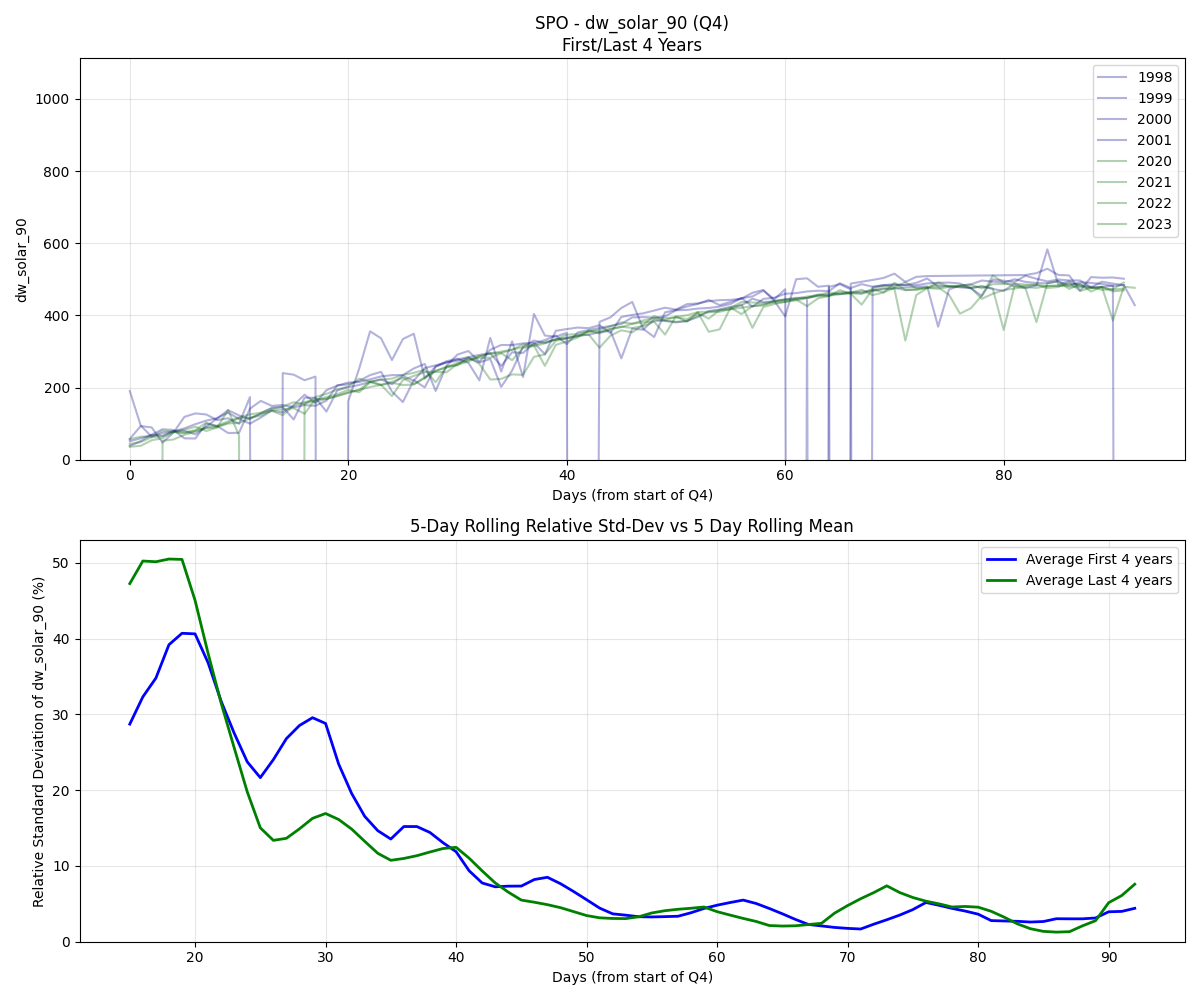 SPO - dw_solar_90 (Q4)
First/Last 4 Years
dw_solar_90
1000
800
600
400
200
0
1998
1999
2000
2001
2020
2021
2022
2023
0 20 40 60 80
Days (from start of Q4)
5-Day Rolling Relative Std-Dev vs 5 Day Rolling Mean
Relative Standard Deviation of dw_solar_90 (%)
50
40
30
20
10
0
Average First 4 years
Average Last 4 years
20 30 40 50 60 70 80 90
Days (from start of Q4)